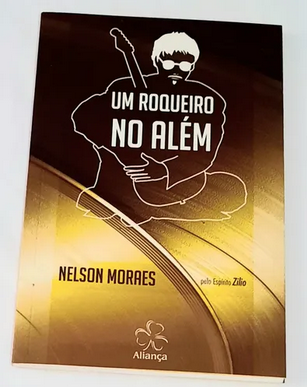 UM ROQUEIRO
NO ALÉM
NELSON MORAES
pelo Espírito Zílio
Aliança